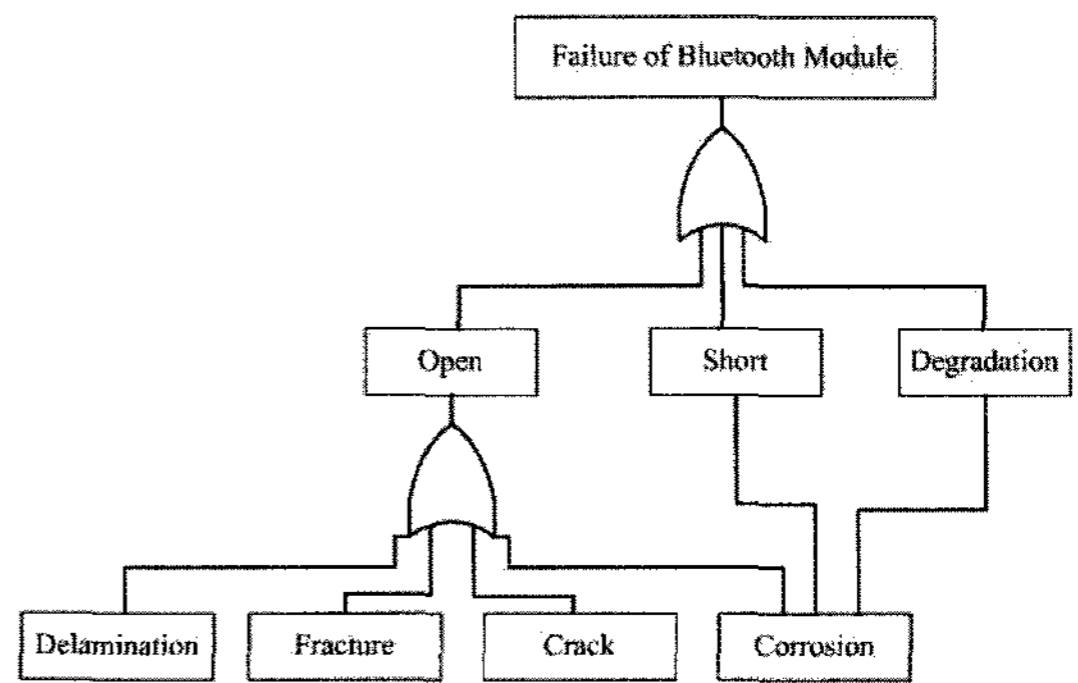 Failure of Bluetooth Module
Open
Short
Degradation
Delamination
Fracture
Crack
Corrosion